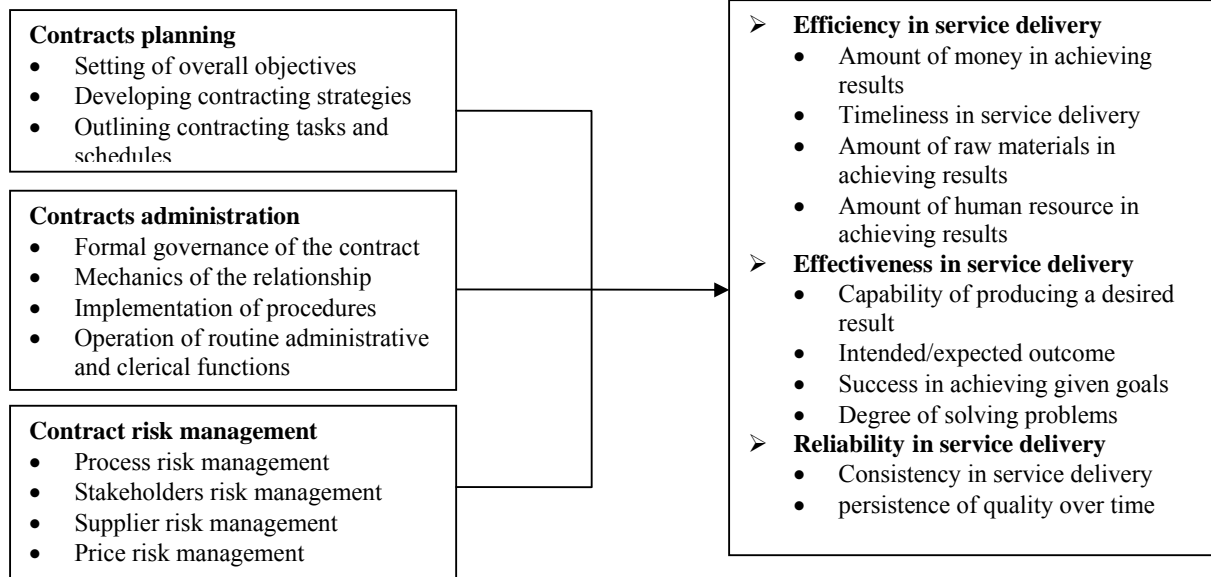 Contracts planning
• Setting of overall objectives
• Developing contracting strategies
• Outlining contracting tasks and
schedules
Contracts administration
• Formal governance of the contract
• Mechanics of the relationship
• Implementation of procedures
• Operation of routine administrative
and clerical functions
Contract risk management
• Process risk management
• Stakeholders risk management
• Supplier risk management
• Price risk management
➢ Efficiency in service delivery
• Amount of money in achieving
results
• Timeliness in service delivery
• Amount of raw materials in
achieving results
• Amount of human resource in
achieving results
➢ Effectiveness in service delivery
• Capability of producing a desired
result
• Intended/expected outcome
• Success in achieving given goals
• Degree of solving problems
➢ Reliability in service delivery
• Consistency in service delivery
• persistence of quality over time